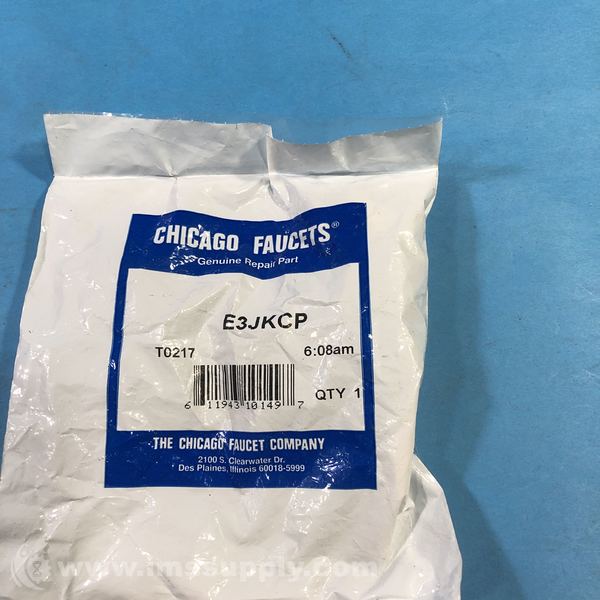 CHICAGO FAUCETS®
Genuine Repair Part
E3JKCP
T0217 6:08am
6 11943 10149 7
QTY 1
THE CHICAGO FAUCET COMPANY
2100 S. Clearwater Dr.
Des Plaines, Illinois 60018-5999
© www.imssupply.com